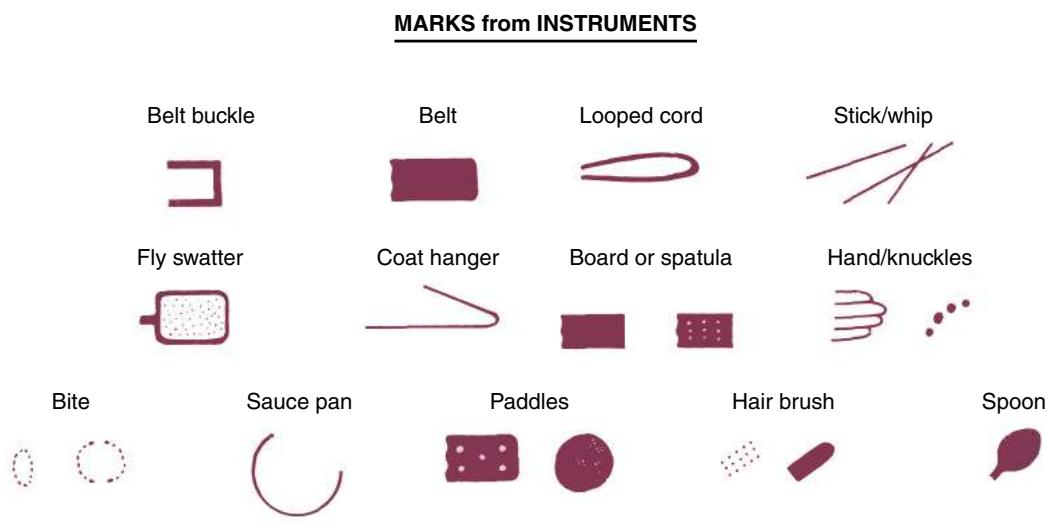 MARKS from INSTRUMENTS
Belt buckle
Belt
Looped cord
Stick/whip
Fly swatter
Coat hanger
Board or spatula
Hand/knuckles
Bite
Sauce pan
Paddles
Hair brush
Spoon